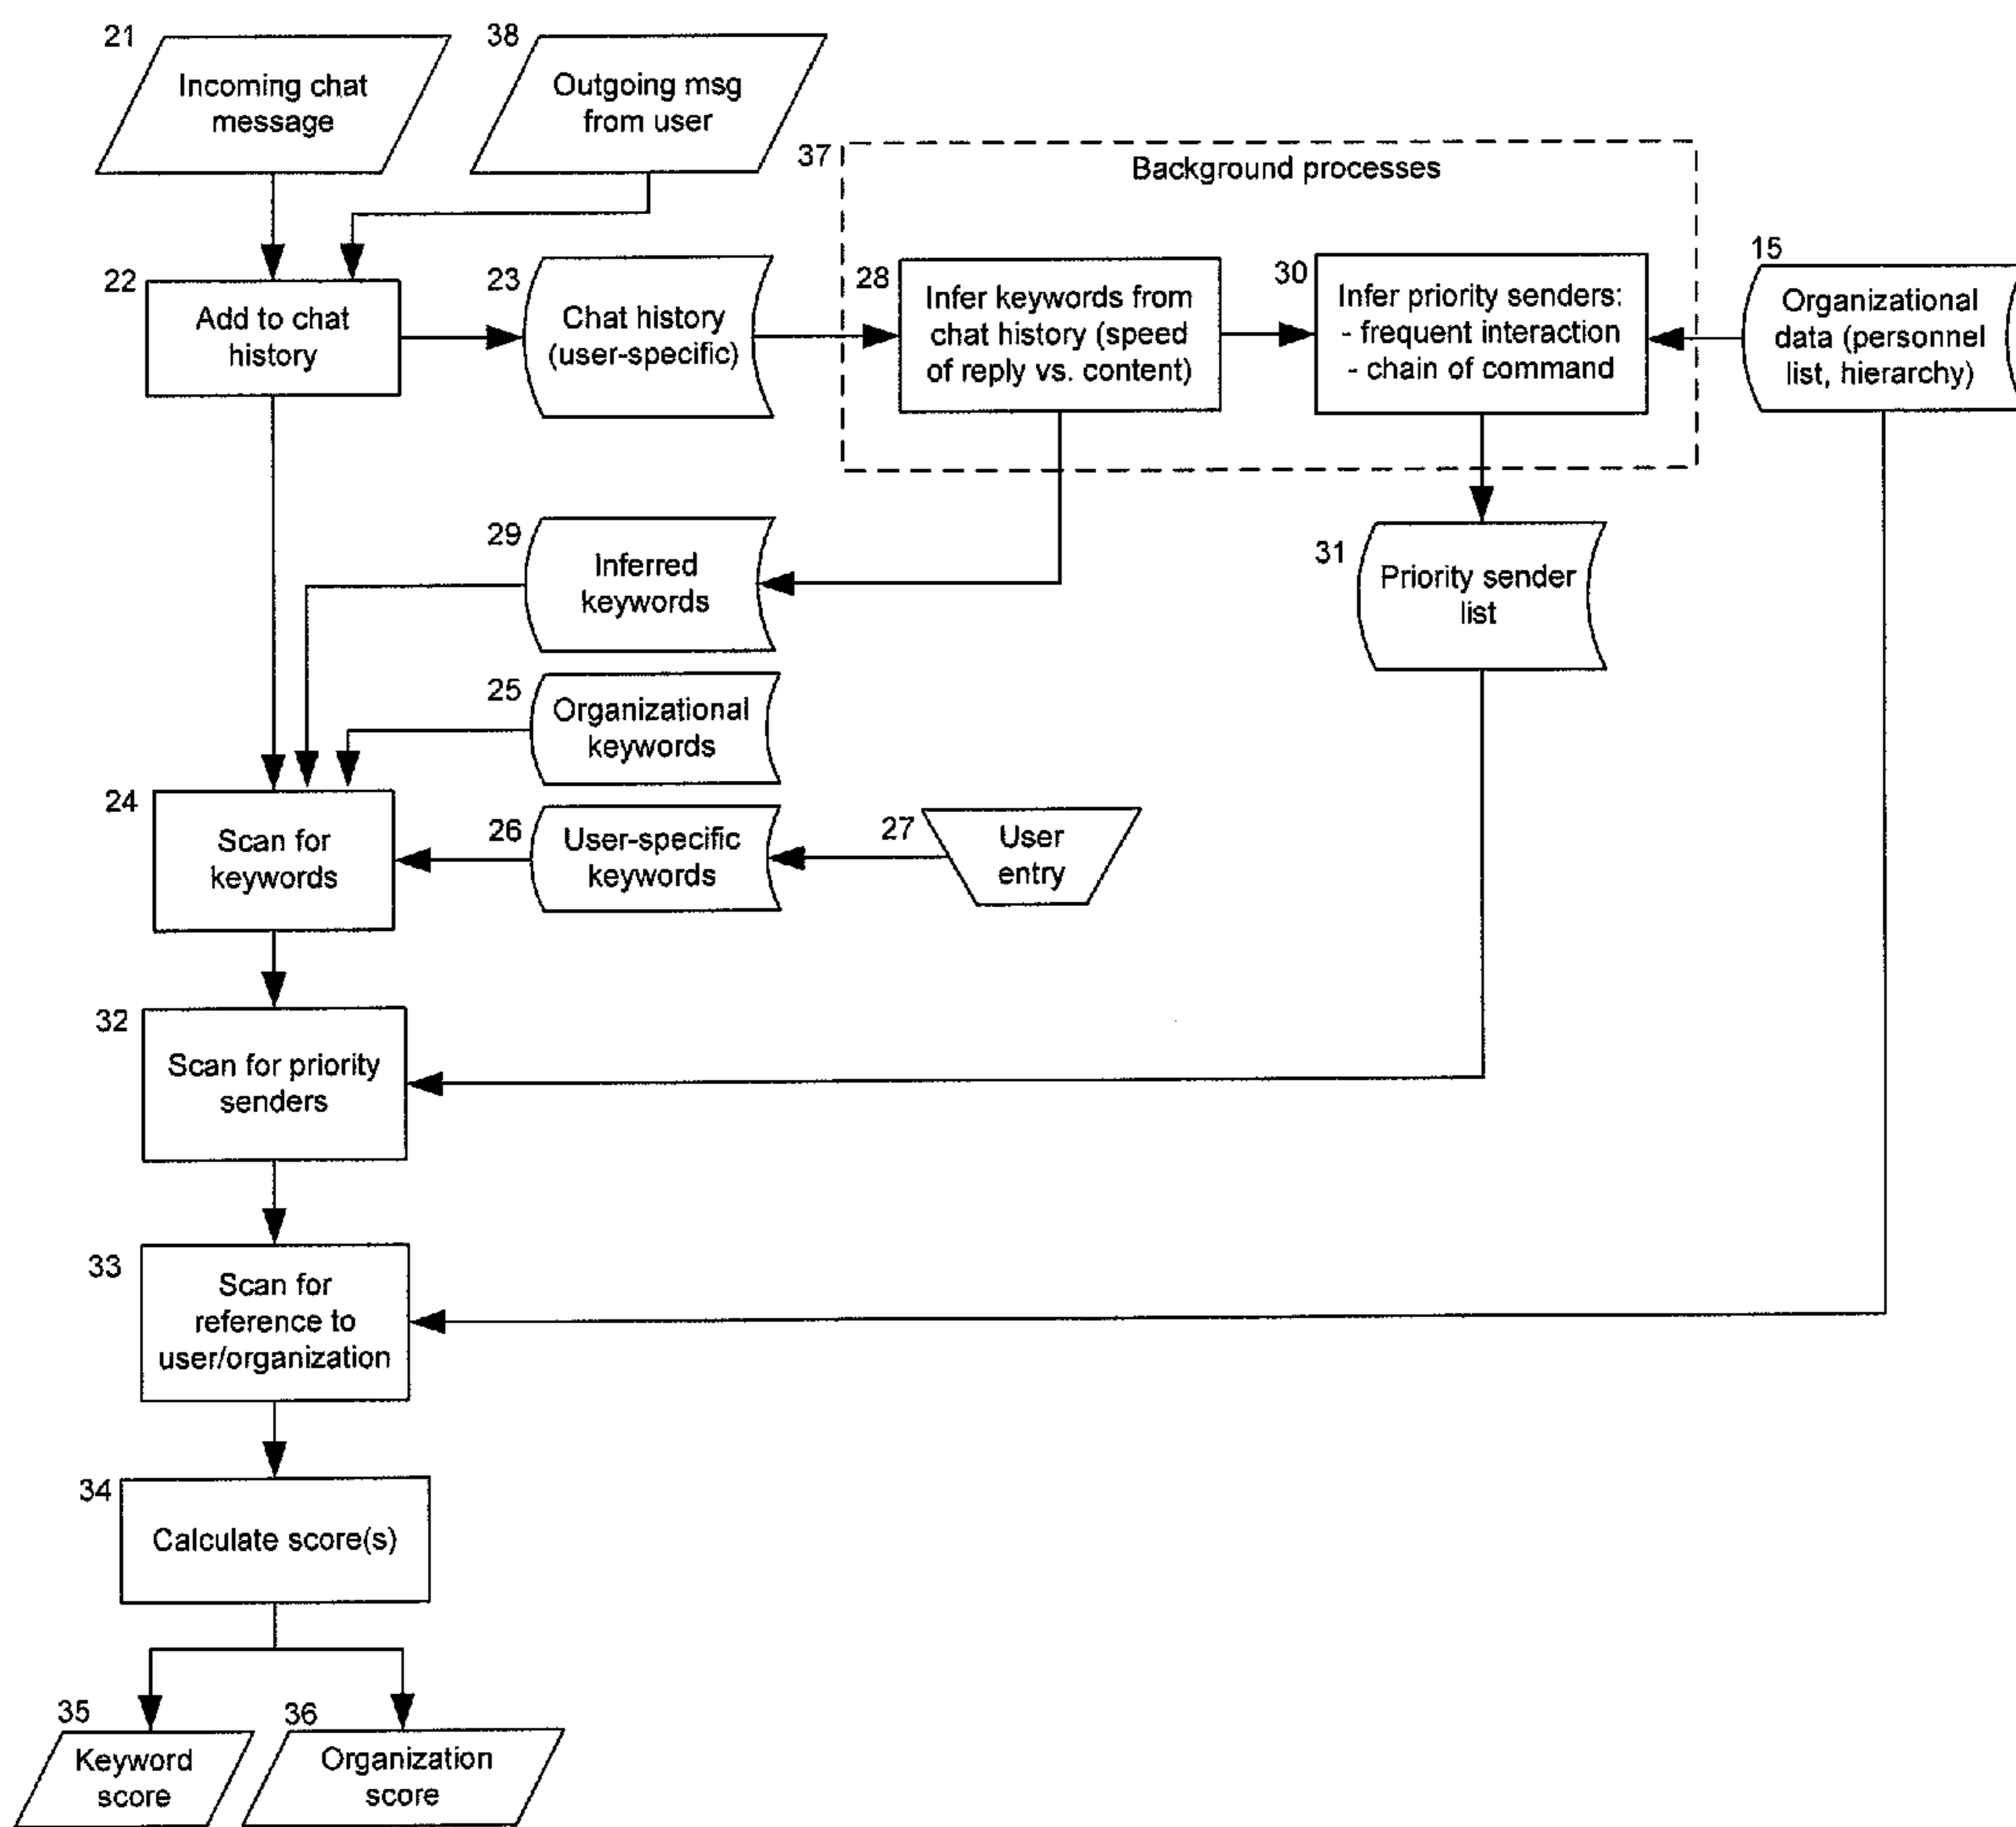 21
Incoming chat
message
38
Outgoing msg
from user
37
Background processes
22
Add to chat
history
23
Chat history
(user-specific)
28
Infer keywords from
chat history (speed
of reply vs. content)
30
Infer priority senders:
- frequent interaction
- chain of command
15
Organizational
data (personnel
list, hierarchy)
29
Inferred
keywords
31
Priority sender
list
25
Organizational
keywords
24
Scan for
keywords
26
User-specific
keywords
27
User
entry
32
Scan for priority
senders
33
Scan for
reference to
user/organization
34
Calculate score(s)
35
Keyword
score
36
Organization
score